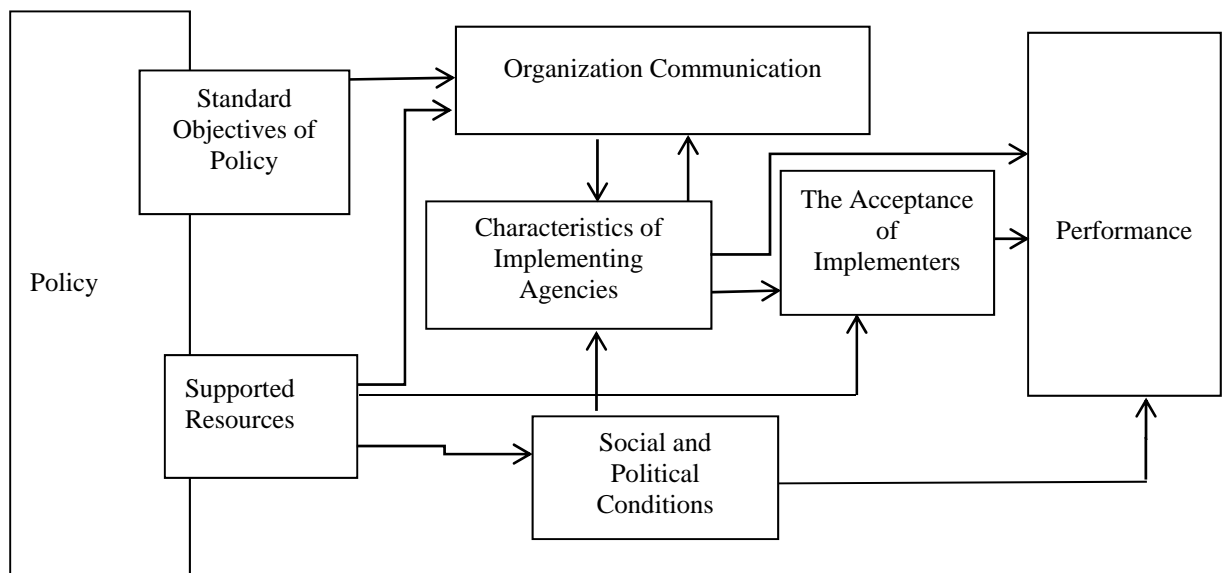 Policy
Standard
Objectives of
Policy
Supported
Resources
Organization Communication
Characteristics of
Implementing
Agencies
Social and
Political
Conditions
The Acceptance
of
Implementers
Performance